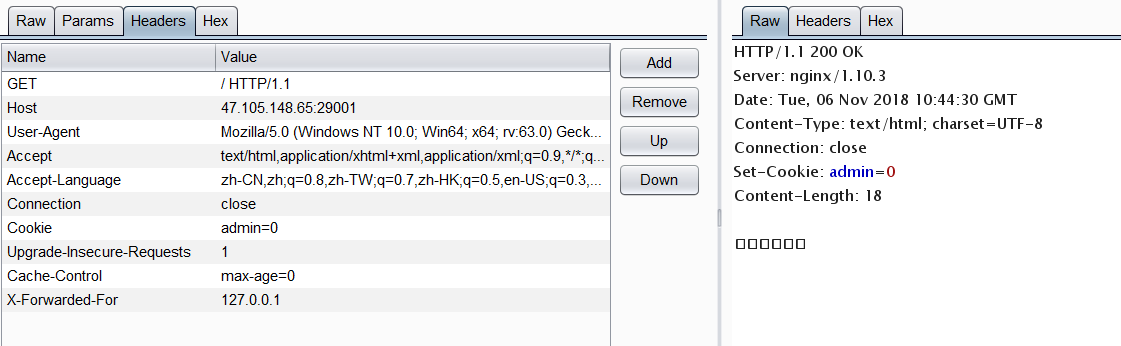 Raw Params Headers Hex
Name Value
GET / HTTP/1.1
Host 47.105.148.65:29001
User-Agent Mozilla/5.0 (Windows NT 10.0; Win64; x64; rv:63.0) Geck...
Accept text/html,application/xhtml+xml,application/xml;q=0.9,*/*;q...
Accept-Language zh-CN,zh;q=0.8,zh-TW;q=0.7,zh-HK;q=0.5,en-US;q=0.3,...
Connection close
Cookie admin=0
Upgrade-Insecure-Requests 1
Cache-Control max-age=0
X-Forwarded-For 127.0.0.1
Add
Remove
Up
Down
Raw Headers Hex
HTTP/1.1 200 OK
Server: nginx/1.10.3
Date: Tue, 06 Nov 2018 10:44:30 GMT
Content-Type: text/html; charset=UTF-8
Connection: close
Set-Cookie: admin=0
Content-Length: 18